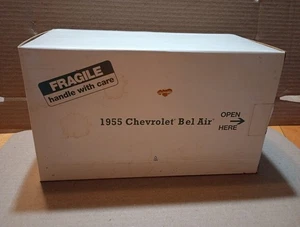 FRAGILE
handle with care
1955 Chevrolet Bel Air
OPEN
HERE